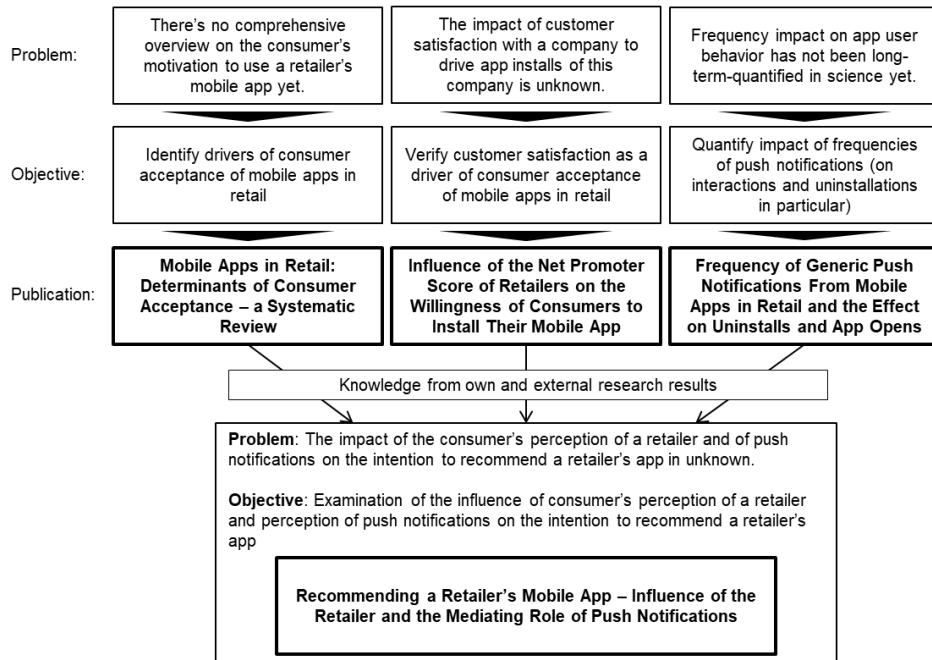 Problem:
There's no comprehensive
overview on the consumer's
motivation to use a retailer's
mobile app yet.
The impact of customer
satisfaction with a company to
drive app installs of this
company is unknown.
Frequency impact on app user
behavior has not been long-
term-quantified in science yet.
Objective:
Identify drivers of consumer
acceptance of mobile apps in
retail
Verify customer satisfaction as a
driver of consumer acceptance
of mobile apps in retail
Quantify impact of frequencies
of push notifications (on
interactions and uninstallations
in particular)
Publication:
Mobile Apps in Retail:
Determinants of Consumer
Acceptance – a Systematic
Review
Influence of the Net Promoter
Score of Retailers on the
Willingness of Consumers to
Install Their Mobile App
Frequency of Generic Push
Notifications From Mobile
Apps in Retail and the Effect
on Uninstalls and App Opens
Knowledge from own and external research results
Problem: The impact of the consumer's perception of a retailer and of push
notifications on the intention to recommend a retailer's app in unknown.
Objective: Examination of the influence of consumer's perception of a retailer
and perception of push notifications on the intention to recommend a retailer's
app
Recommending a Retailer's Mobile App – Influence of the
Retailer and the Mediating Role of Push Notifications